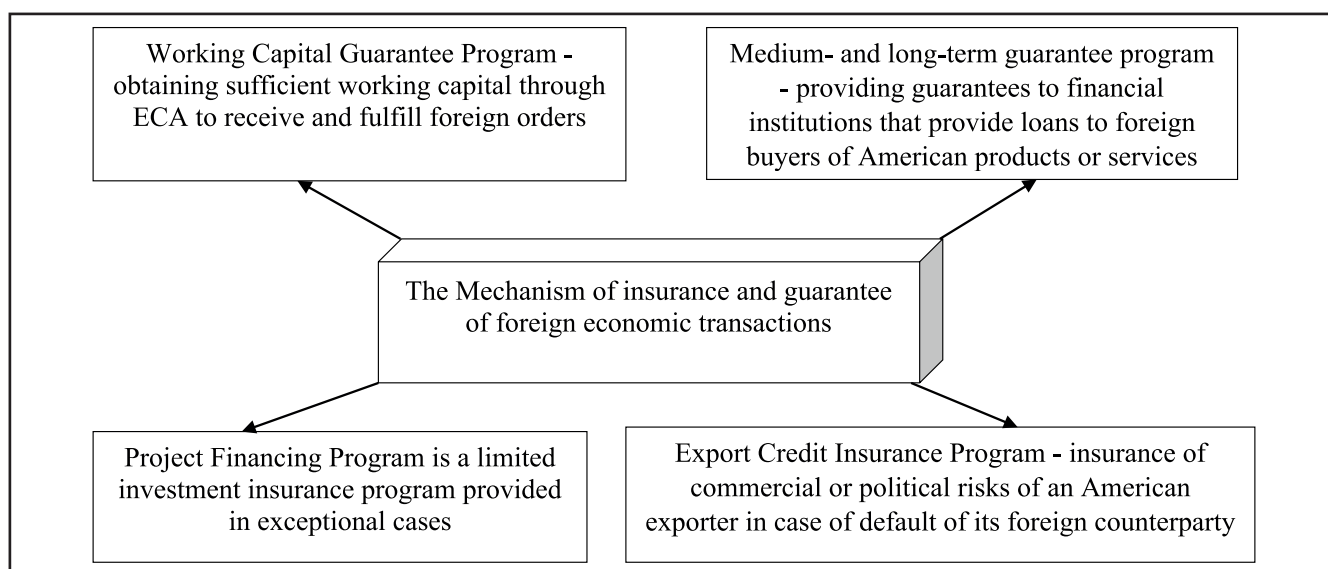 Working Capital Guarantee Program -
obtaining sufficient working capital through
ECA to receive and fulfill foreign orders
Medium- and long-term guarantee program
- providing guarantees to financial
institutions that provide loans to foreign
buyers of American products or services
The Mechanism of insurance and guarantee
of foreign economic transactions
Project Financing Program is a limited
investment insurance program provided
in exceptional cases
Export Credit Insurance Program - insurance of
commercial or political risks of an American
exporter in case of default of its foreign counterparty